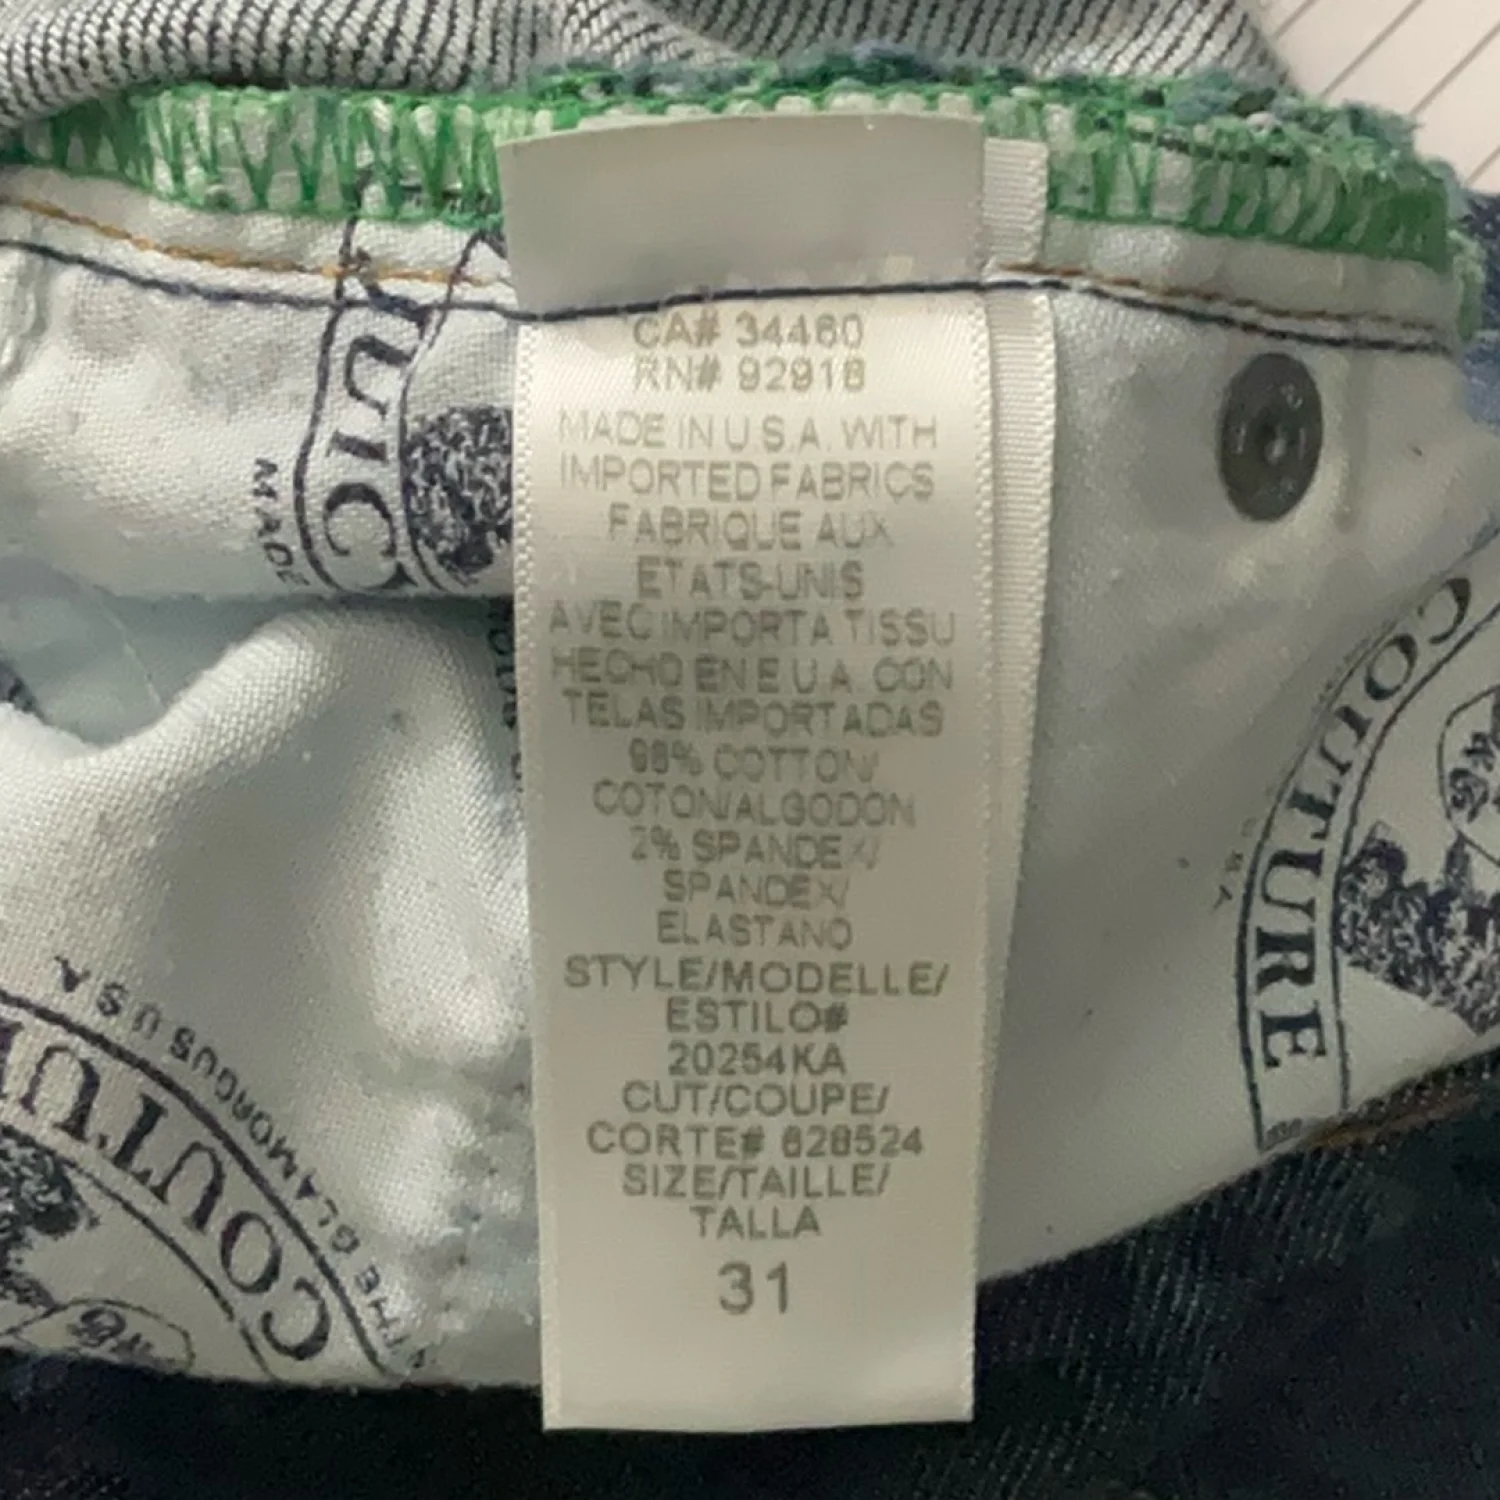 CA# 34460
RN# 92918
MADE IN U.S.A. WITH
IMPORTED FABRICS
FABRIQUE AUX
ETATS-UNIS
AVEC IMPORTA TISSU
HECHO EN E.U.A. CON
TELAS IMPORTADAS
98% COTTON/
COTON/ALGODON
2% SPANDEX/
SPANDEX/
ELASTANO
STYLE/MODELLE/
ESTILO#
20254KA
CUT/COUPE/
CORTE# 628524
SIZE/TAILLE/
TALLA
31
MADE
COUTURE
COUTU
THE GLAMOROUS USA